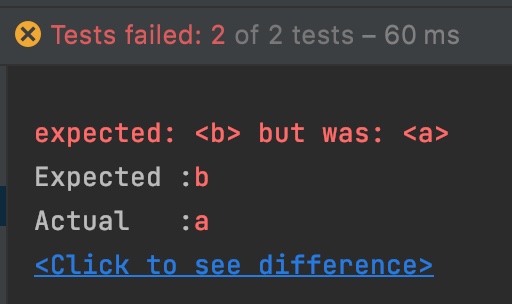 Tests failed: 2 of 2 tests – 60 ms
expected: <b> but was: <a>
Expected :b
Actual   :a
<Click to see difference>